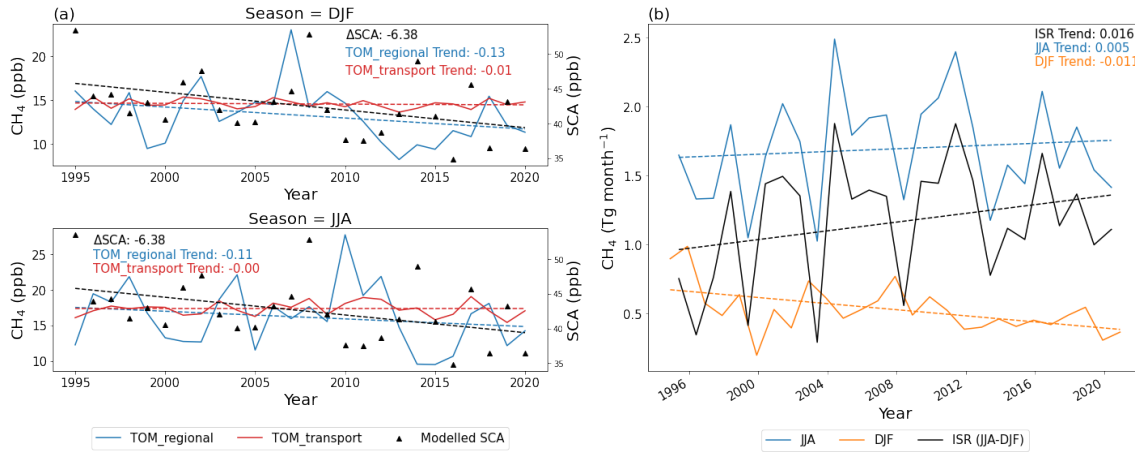 (a)
Season = DJF
ΔSCA: -6.38
TOM_regional Trend: -0.13
TOM_transport Trend: -0.01
CH₄ (ppb)
20
15
10
SCA (ppb)
50
45
40
35
1995
2000
2005
2010
2015
2020
Year
Season = JJA
ΔSCA: -6.38
TOM_regional Trend: -0.11
TOM_transport Trend: -0.00
CH₄ (ppb)
25
20
15
10
SCA (ppb)
50
45
40
35
1995
2000
2005
2010
2015
2020
Year
TOM_regional
TOM_transport
Modelled SCA
(b)
ISR Trend: 0.016
JJA Trend: 0.005
DJF Trend: -0.011
CH₄ (Tg month⁻¹)
2.5
2.0
1.5
1.0
0.5
1996
2000
2004
2008
2012
2016
2020
Year
JJA
DJF
ISR (JJA-DJF)